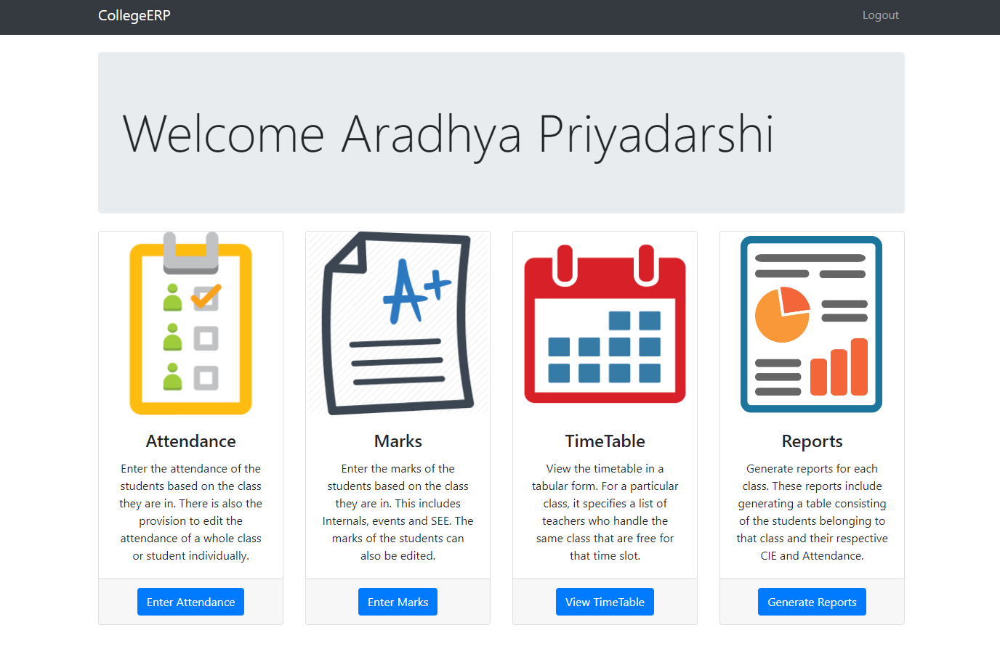 CollegeERP
Logout
Welcome Aradhya Priyadarshi
A+
Attendance
Enter the attendance of the
students based on the class
they are in. There is also the
provision to edit the
attendance of a whole class
or student individually.
Enter Attendance
Marks
Enter the marks of the
students based on the class
they are in. This includes
Internals, events and SEE. The
marks of the students can
also be edited.
Enter Marks
TimeTable
View the timetable in a
tabular form. For a particular
class, it specifies a list of
teachers who handle the
same class that are free for
that time slot.
View TimeTable
Reports
Generate reports for each
class. These reports include
generating a table consisting
of the students belonging to
that class and their respective
CIE and Attendance.
Generate Reports